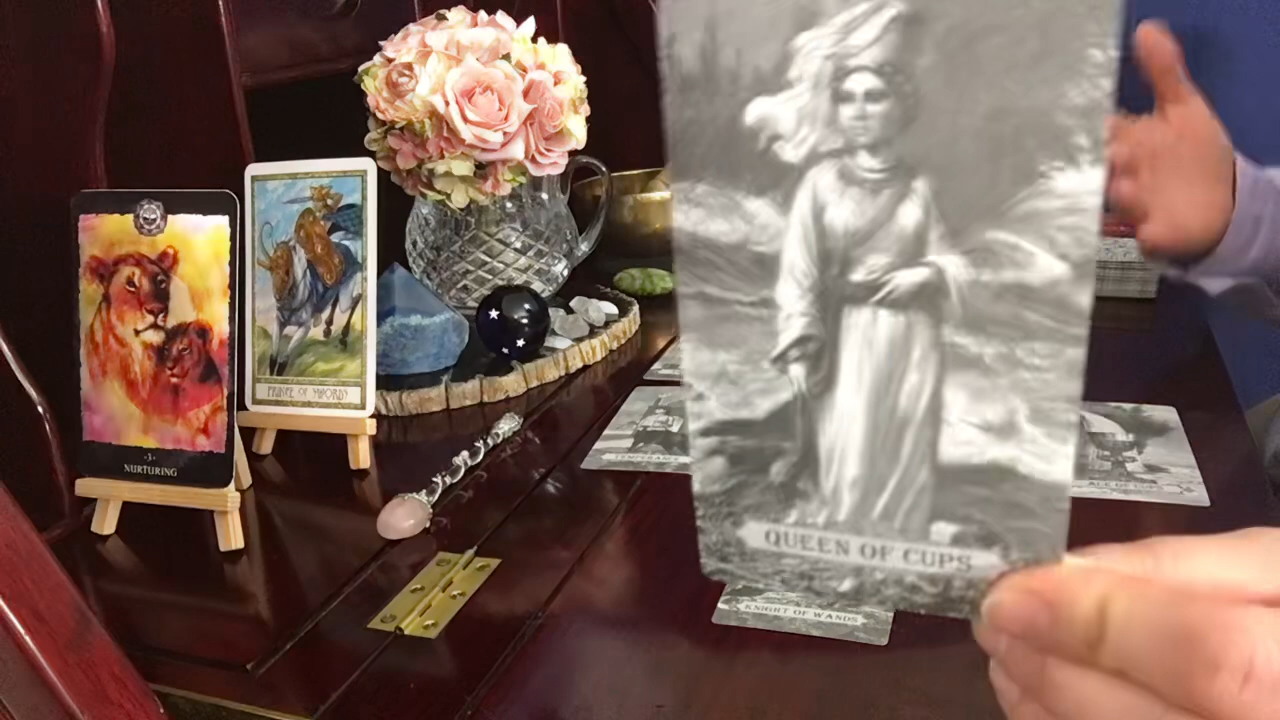 -3-
NURTURING
PRINCE OF SWORDS
TEMPERANCE
ACE OF CUPS
QUEEN OF CUPS
KNIGHT OF WANDS